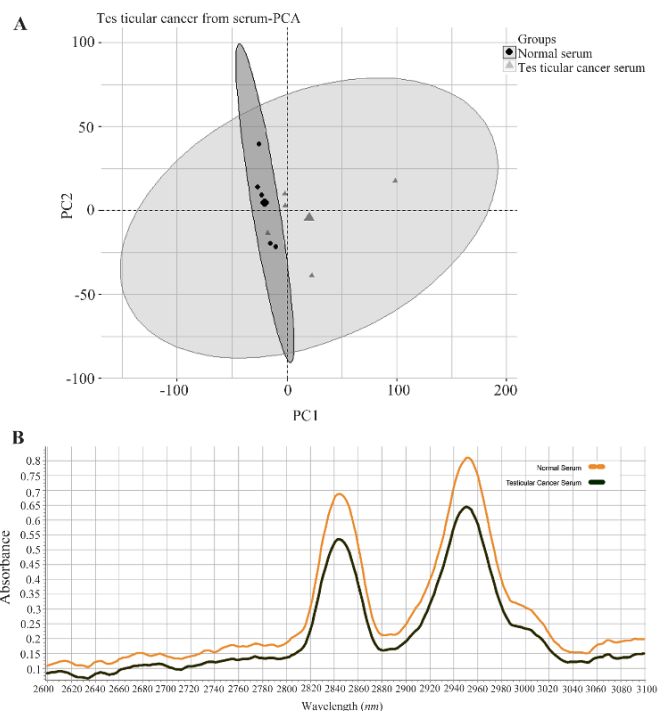 A
Tes ticular cancer from serum-PCA
Groups
Normal serum
Tes ticular cancer serum
100
50
0
-50
-100
PC2
-100 0 100 200
PC1
B
Normal Serum
Testicular Cancer Serum
0.8
0.7
0.65
0.6
0.55
0.5
0.45
0.4
0.35
0.3
0.25
0.2
0.15
0.1
Absorbance
2600 2620 2640 2660 2680 2700 2720 2740 2760 2780 2800 2820 2840 2860 2880 2900 2920 2940 2960 2980 3000 3020 3040 3060 3080 3100
Wavelength (nm)